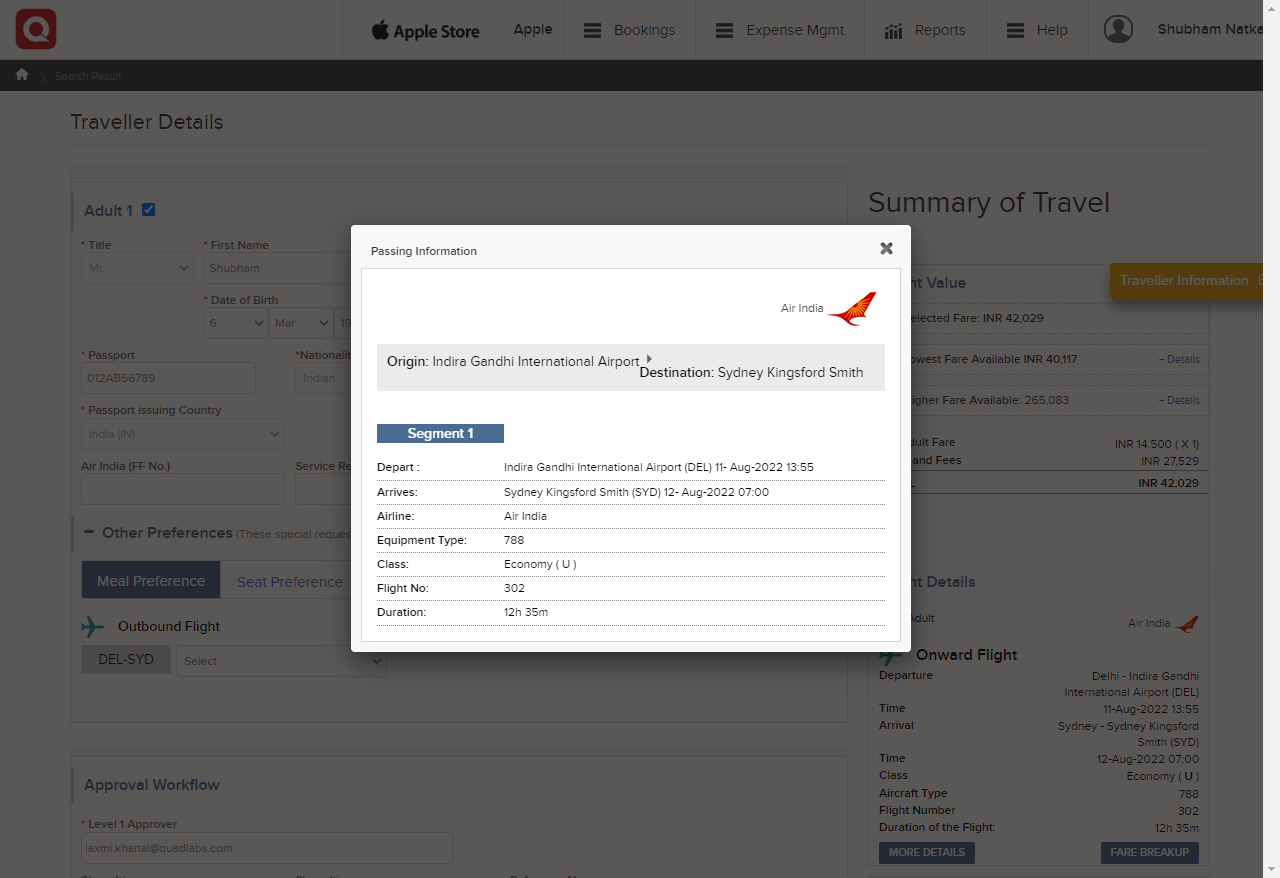 Apple Store
Apple
Bookings
Expense Mgmt
Reports
Help
Shubham Natka
Search Result
Traveller Details
Adult 1
* Title
* First Name
Mr.
Shubham
* Date of Birth
6
Mar
19
* Passport
*Nationalit
012AB56789
Indian
* Passport issuing Country
India (IN)
Air India (FF No.)
Service Re
Other Preferences (These special reques
Meal Preference
Seat Preference
Outbound Flight
DEL-SYD
Select
Approval Workflow
* Level 1 Approver
laxmi.khanal@quadlabs.com
Passing Information
Air India
Origin: Indira Gandhi International Airport
Destination: Sydney Kingsford Smith
Segment 1
Depart : Indira Gandhi International Airport (DEL) 11- Aug-2022 13:55
Arrives: Sydney Kingsford Smith (SYD) 12- Aug-2022 07:00
Airline: Air India
Equipment Type: 788
Class: Economy ( U )
Flight No: 302
Duration: 12h 35m
Summary of Travel
nt Value
Traveller Information
elected Fare: INR 42,029
owest Fare Available INR 40,117
– Details
igher Fare Available: 265,083
– Details
dult Fare
INR 14,500 ( X 1)
and Fees
INR 27,529
INR 42,029
nt Details
Adult
Air India
Onward Flight
Departure
Delhi - Indira Gandhi
International Airport (DEL)
Time
11-Aug-2022 13:55
Arrival
Sydney - Sydney Kingsford
Smith (SYD)
Time
12-Aug-2022 07:00
Class
Economy ( U )
Aircraft Type
788
Flight Number
302
Duration of the Flight:
12h 35m
MORE DETAILS
FARE BREAKUP